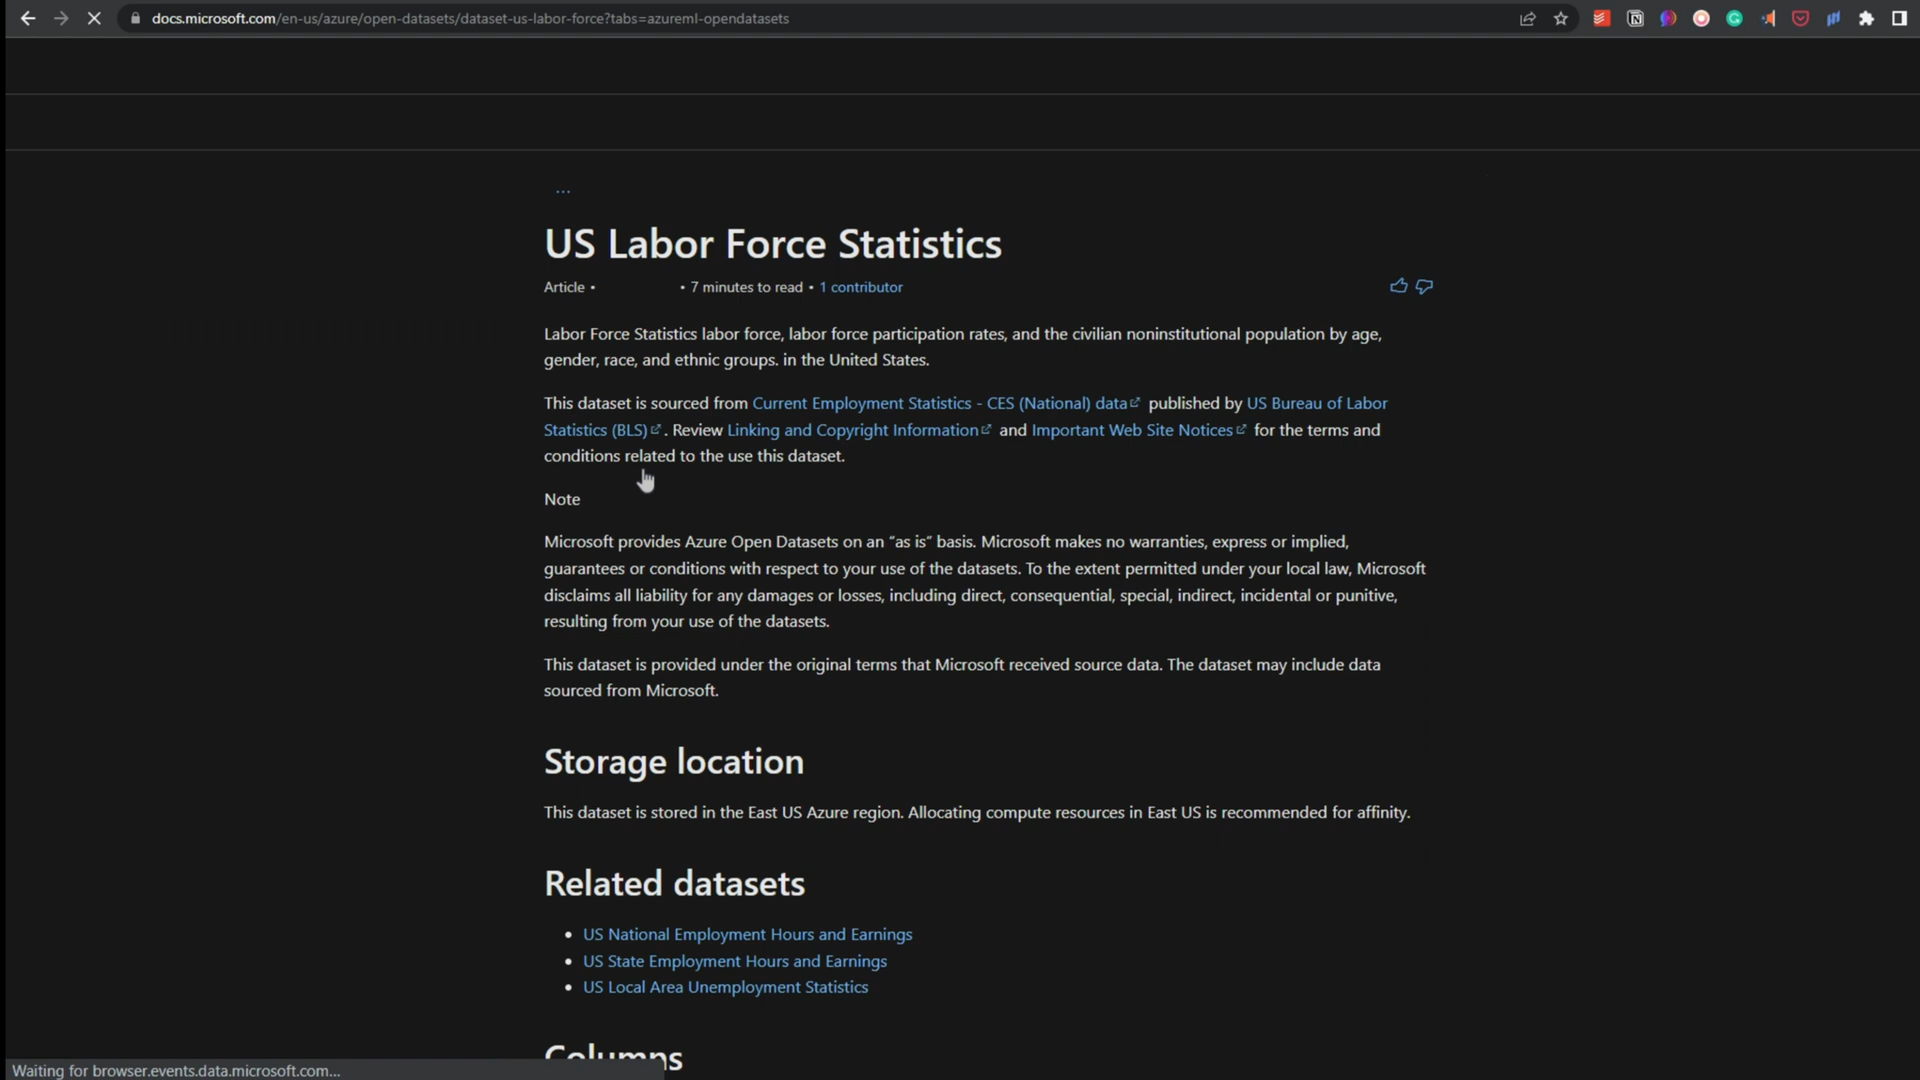 docs.microsoft.com/en-us/azure/open-datasets/dataset-us-labor-force?tabs=azureml-opendatasets
...
US Labor Force Statistics
Article • • 7 minutes to read • 1 contributor
Labor Force Statistics labor force, labor force participation rates, and the civilian noninstitutional population by age,
gender, race, and ethnic groups. in the United States.
This dataset is sourced from Current Employment Statistics - CES (National) data published by US Bureau of Labor
Statistics (BLS) . Review Linking and Copyright Information and Important Web Site Notices for the terms and
conditions related to the use this dataset.
Note
Microsoft provides Azure Open Datasets on an “as is” basis. Microsoft makes no warranties, express or implied,
guarantees or conditions with respect to your use of the datasets. To the extent permitted under your local law, Microsoft
disclaims all liability for any damages or losses, including direct, consequential, special, indirect, incidental or punitive,
resulting from your use of the datasets.
This dataset is provided under the original terms that Microsoft received source data. The dataset may include data
sourced from Microsoft.
Storage location
This dataset is stored in the East US Azure region. Allocating compute resources in East US is recommended for affinity.
Related datasets
• US National Employment Hours and Earnings
• US State Employment Hours and Earnings
• US Local Area Unemployment Statistics
Columns
Waiting for browser.events.data.microsoft.com...